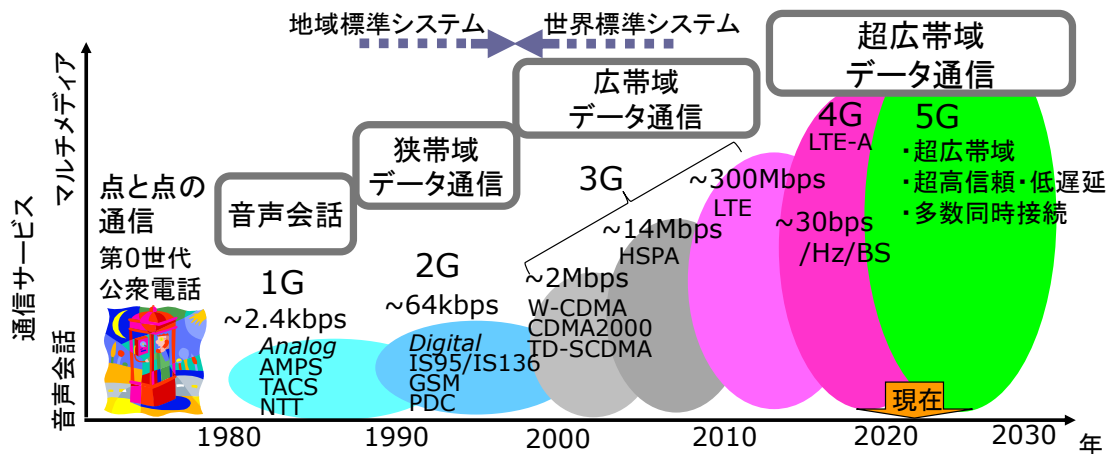 地域標準システム
世界標準システム
超広帯域
データ通信
広帯域
データ通信
狭帯域
データ通信
音声会話
マルチメディア
通信サービス
音声会話
点と点の
通信
第0世代
公衆電話
1G
~2.4kbps
Analog
AMPS
TACS
NTT
2G
~64kbps
Digital
IS95/IS136
GSM
PDC
3G
~2Mbps
W-CDMA
CDMA2000
TD-SCDMA
~14Mbps
HSPA
~300Mbps
LTE
4G
LTE-A
~30bps
/Hz/BS
5G
・超広帯域
・超高信頼・低遅延
・多数同時接続
現在
1980
1990
2000
2010
2020
2030
年